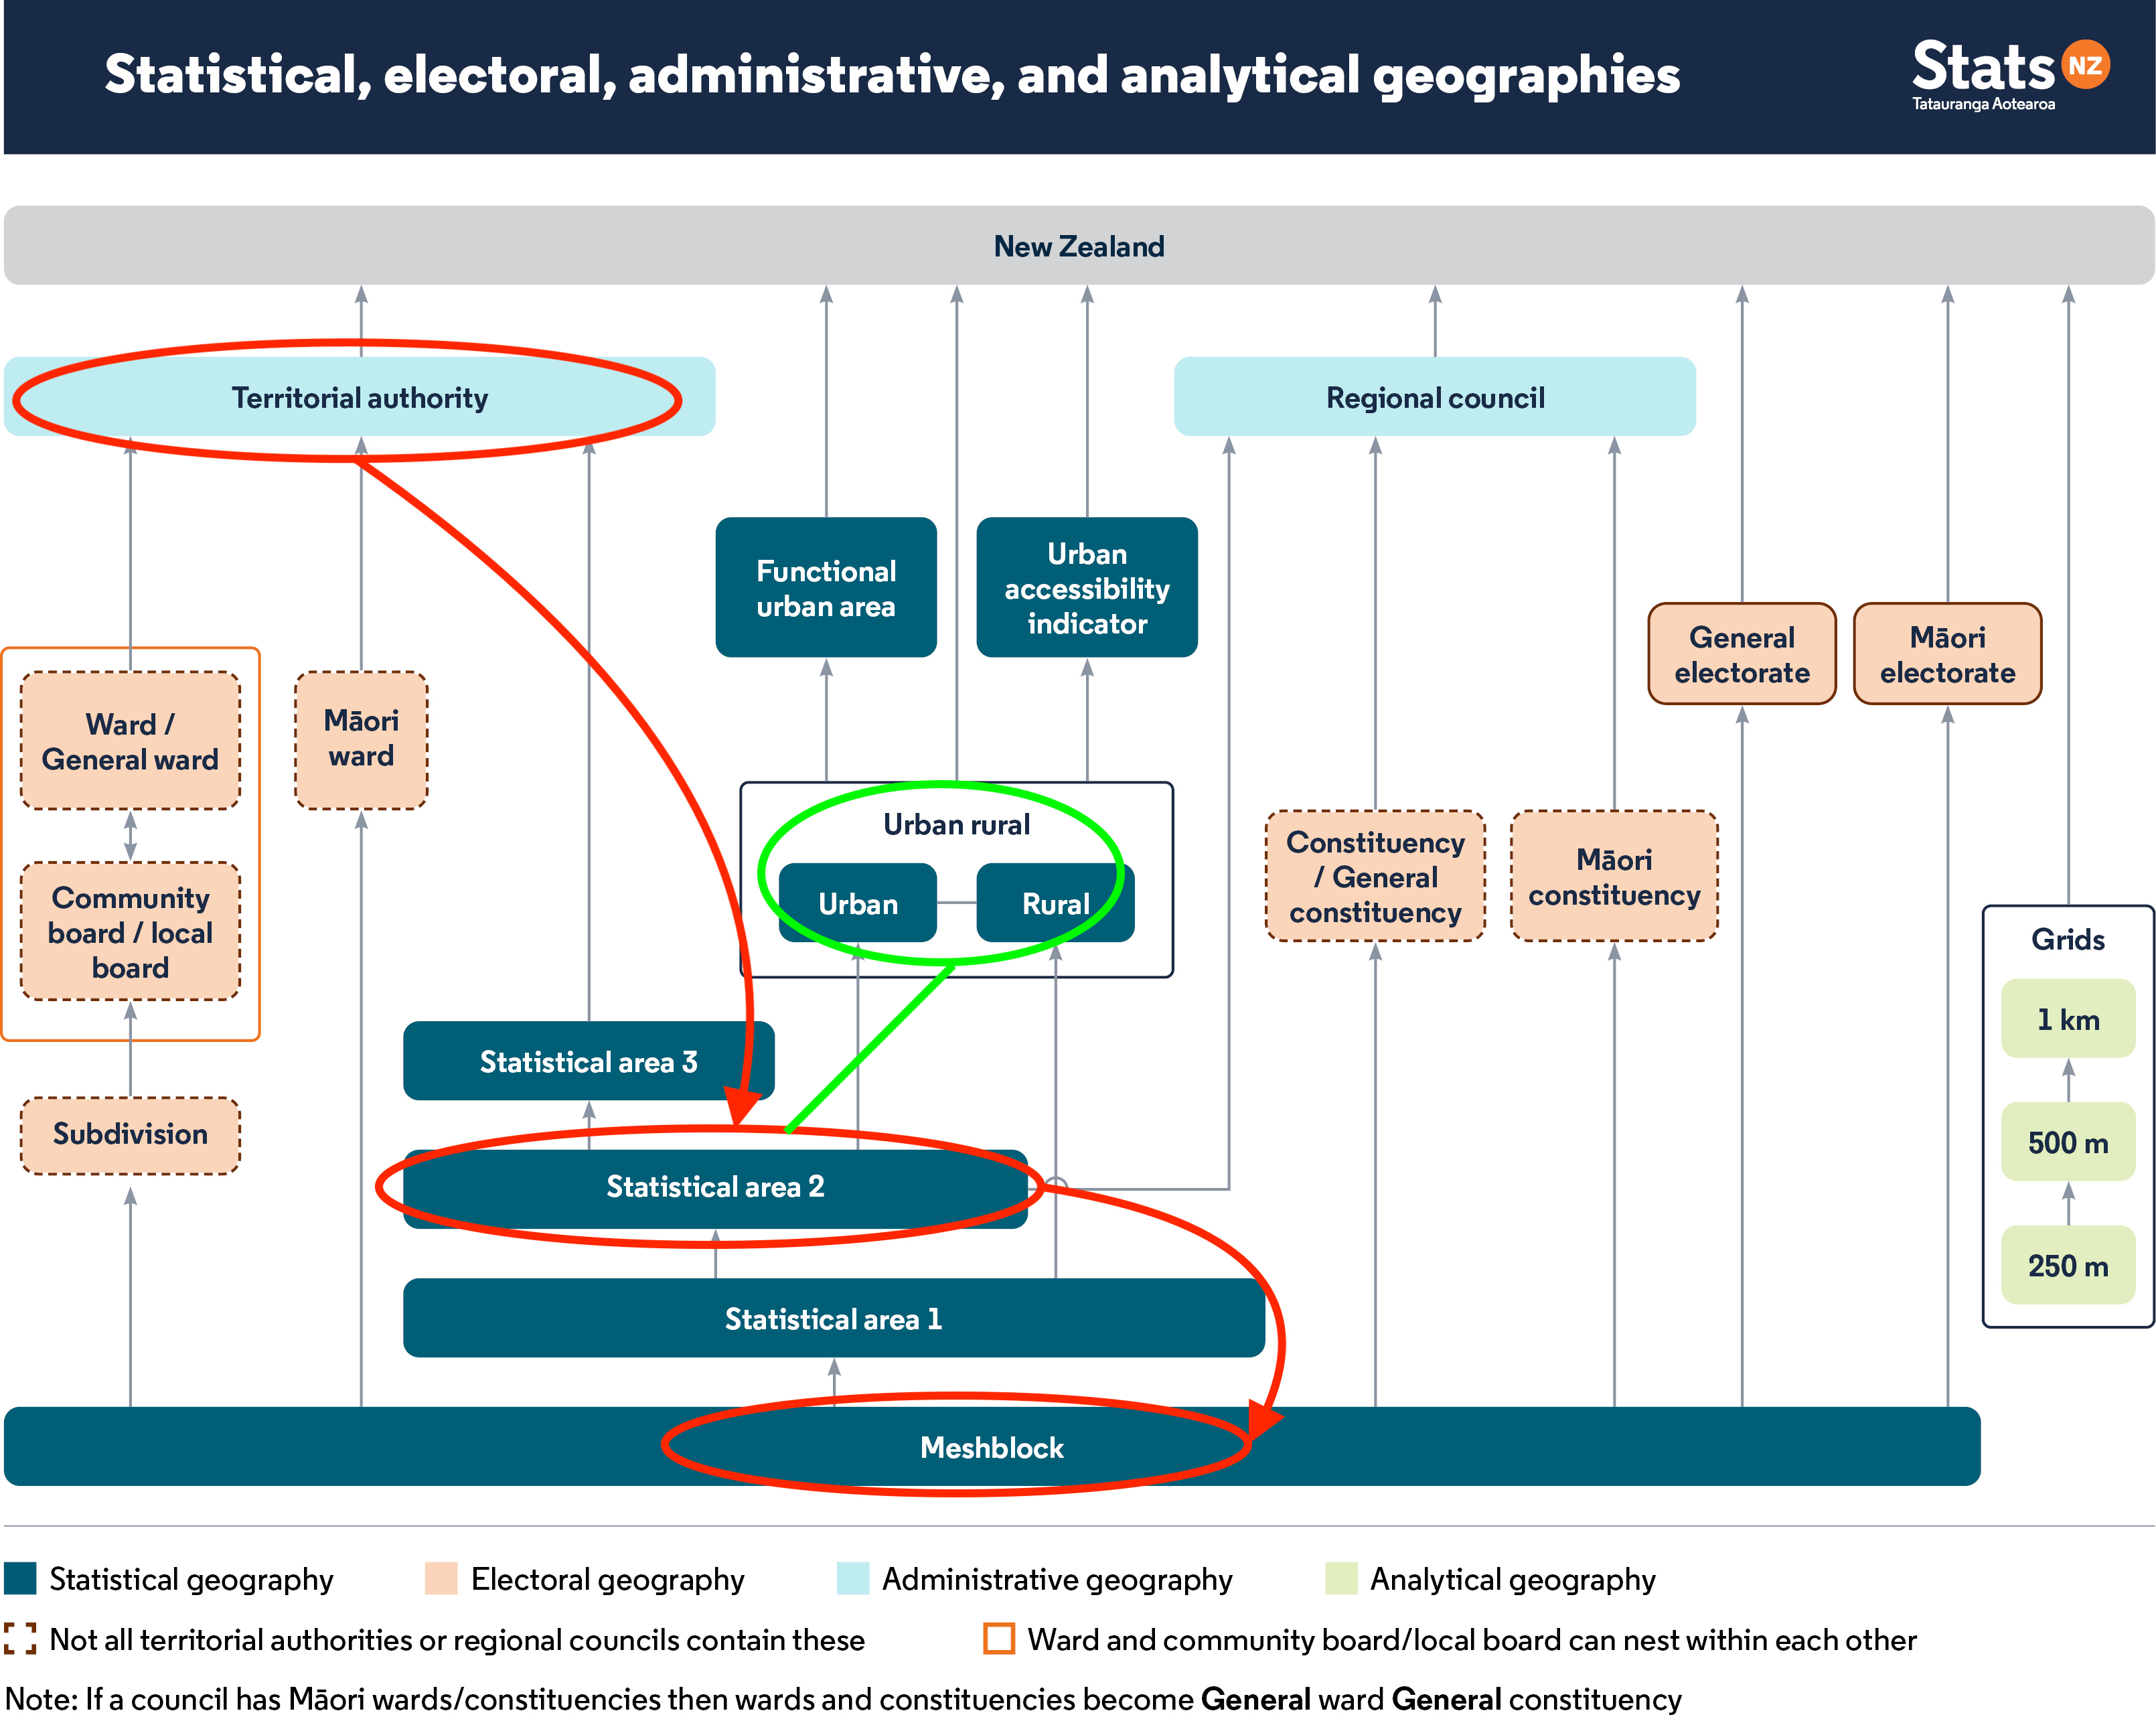 Statistical, electoral, administrative, and analytical geographies
Stats NZ
Tatauranga Aotearoa
New Zealand
Territorial authority
Regional council
Functional
urban area
Urban
accessibility
indicator
General
electorate
Māori
electorate
Ward /
General ward
Māori
ward
Urban rural
Urban
Rural
Community
board / local
board
Constituency
/ General
constituency
Māori
constituency
Grids
1 km
500 m
250 m
Statistical area 3
Subdivision
Statistical area 2
Statistical area 1
Meshblock
Statistical geography
Electoral geography
Administrative geography
Analytical geography
Not all territorial authorities or regional councils contain these
Ward and community board/local board can nest within each other
Note: If a council has Māori wards/constituencies then wards and constituencies become General ward General constituency